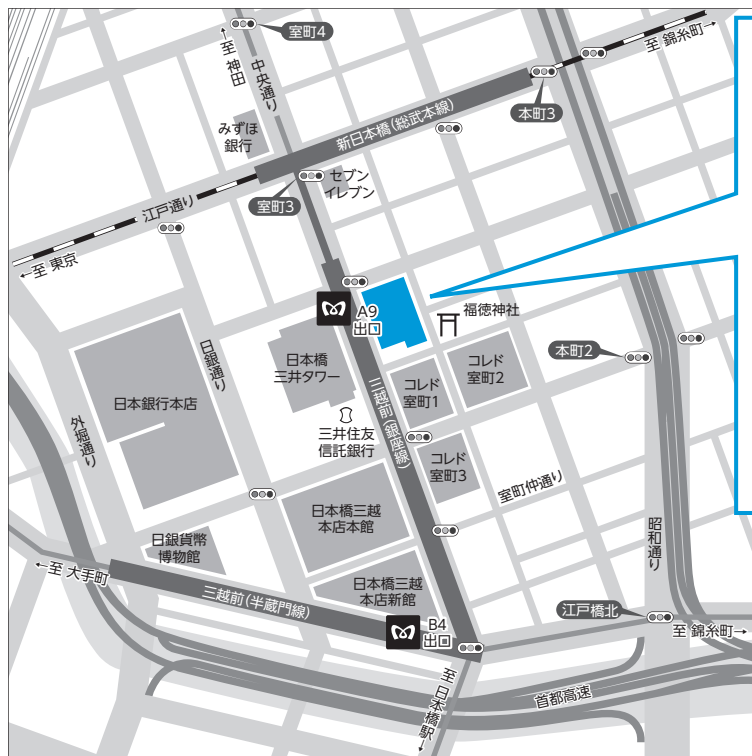 室町4
←至 神田
中央通り
至 錦糸町→
本町3
みずほ
銀行
新日本橋(総武本線)
セブン
イレブン
室町3
江戸通り
←至 東京
A9
出口
福徳神社
日銀通り
日本橋
三井タワー
コレド
室町1
コレド
室町2
本町2
日本銀行本店
外堀通り
三井住友
信託銀行
三越前(銀座線)
コレド
室町3
室町仲通り
日本橋三越
本店本館
日銀貨幣
博物館
昭和通り
←至 大手町
三越前(半蔵門線)
日本橋三越
本店新館
B4
出口
江戸橋北
至 錦糸町→
至 日本橋駅→
首都高速